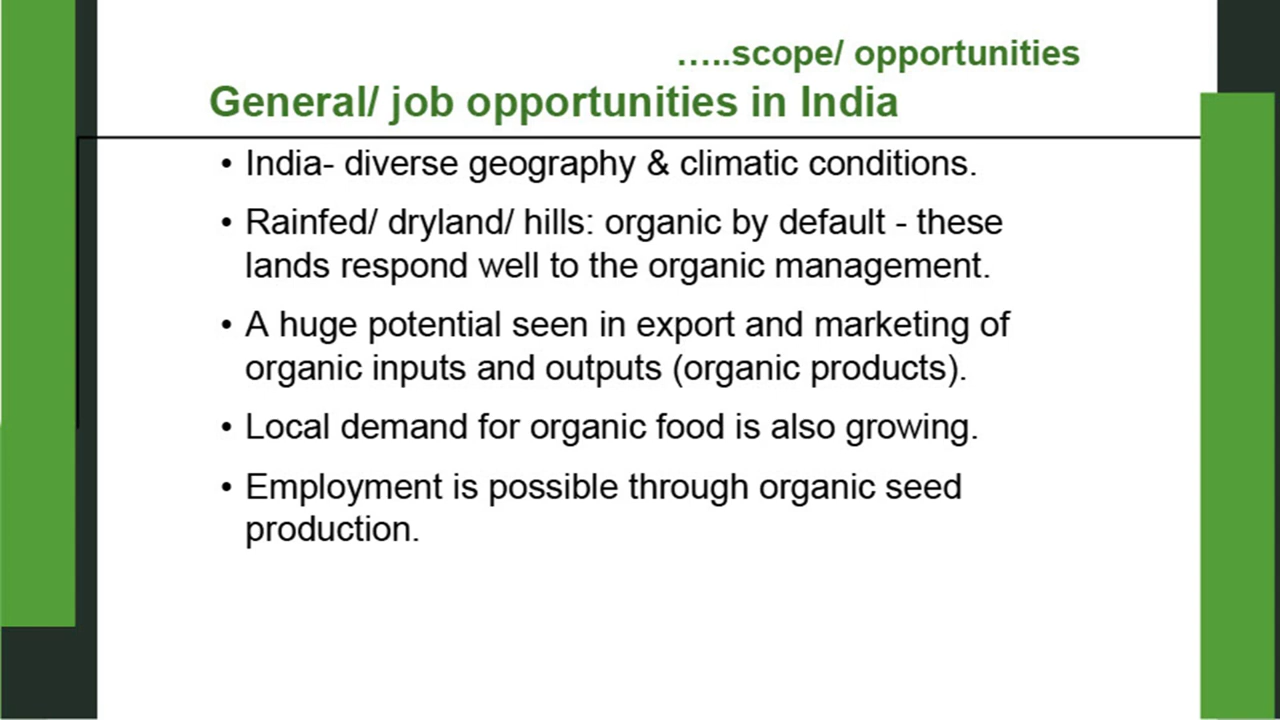 …..scope/ opportunities
General/ job opportunities in India
• India- diverse geography & climatic conditions.
• Rainfed/ dryland/ hills: organic by default - these
lands respond well to the organic management.
• A huge potential seen in export and marketing of
organic inputs and outputs (organic products).
• Local demand for organic food is also growing.
• Employment is possible through organic seed
production.